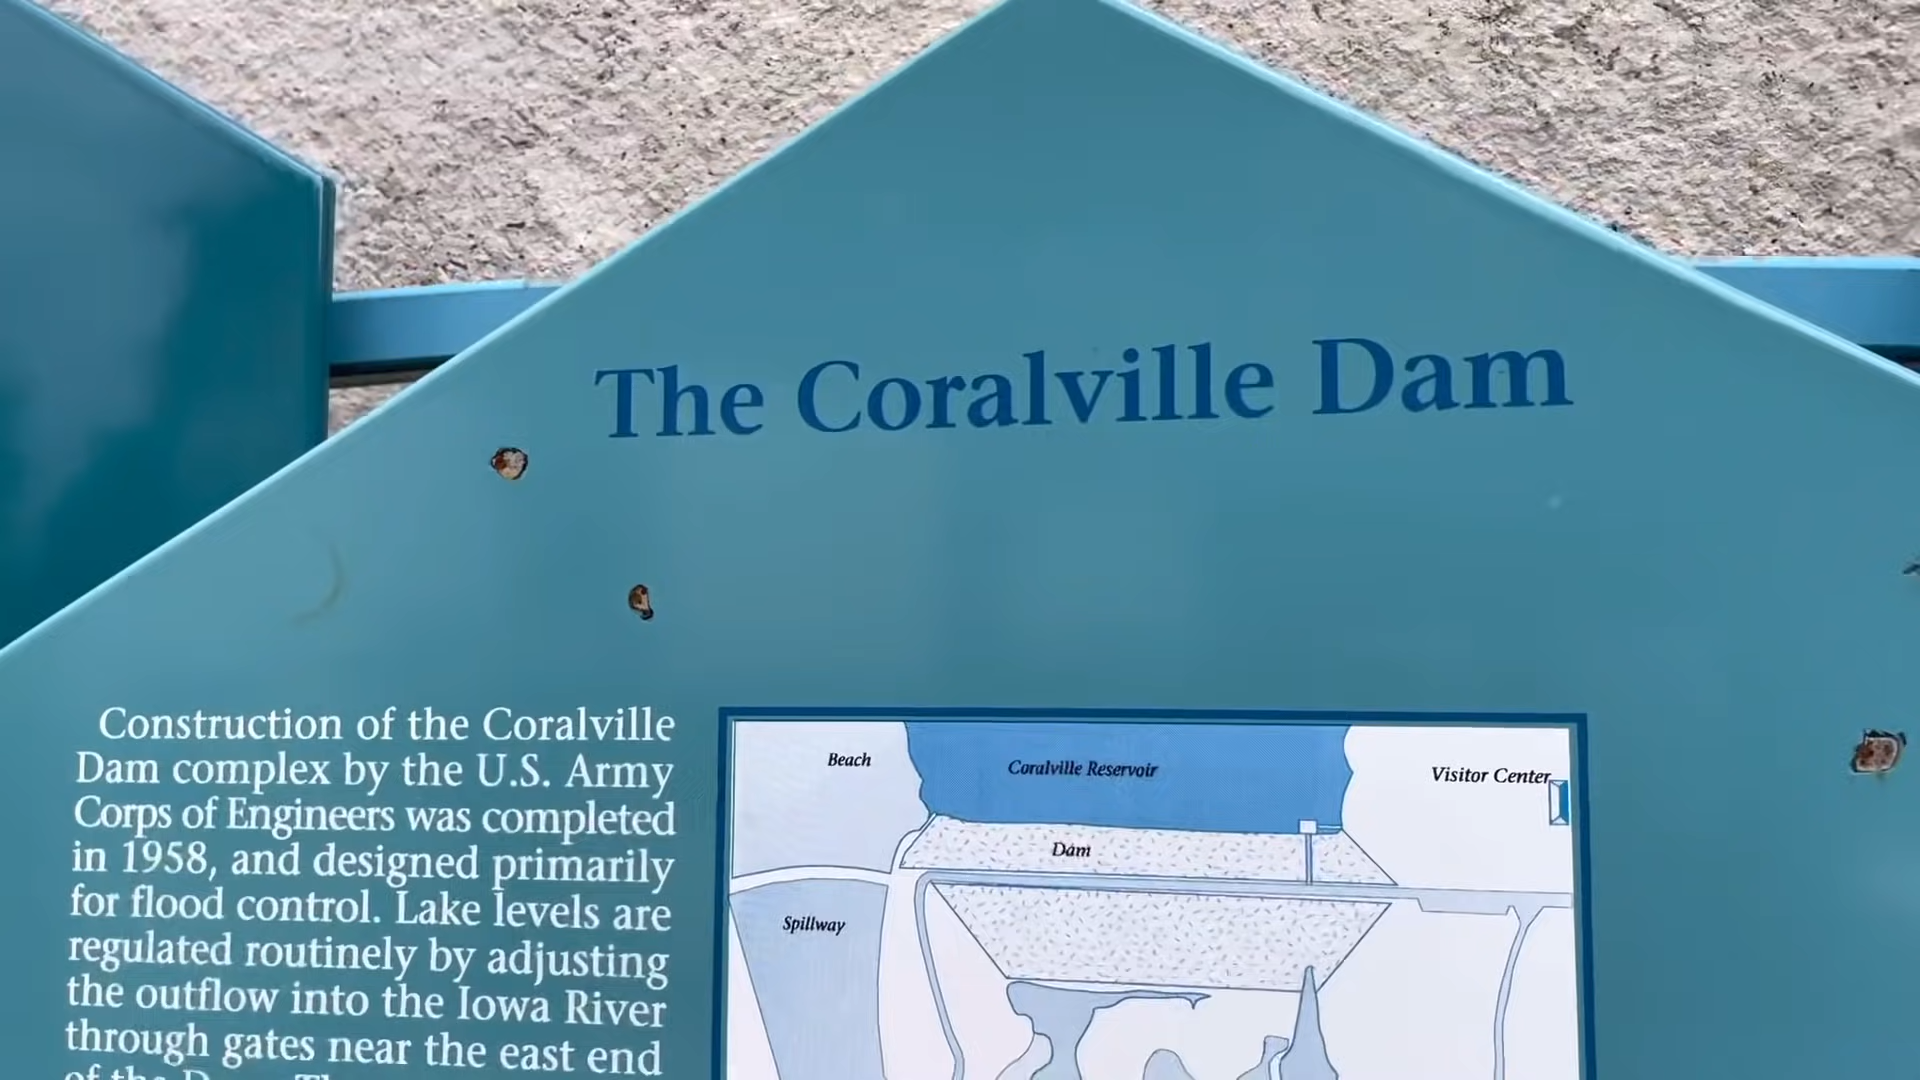 The Coralville Dam
Construction of the Coralville
Dam complex by the U.S. Army
Corps of Engineers was completed
in 1958, and designed primarily
for flood control. Lake levels are
regulated routinely by adjusting
the outflow into the Iowa River
through gates near the east end
of the
Beach
Coralville Reservoir
Visitor Center
Dam
Spillway